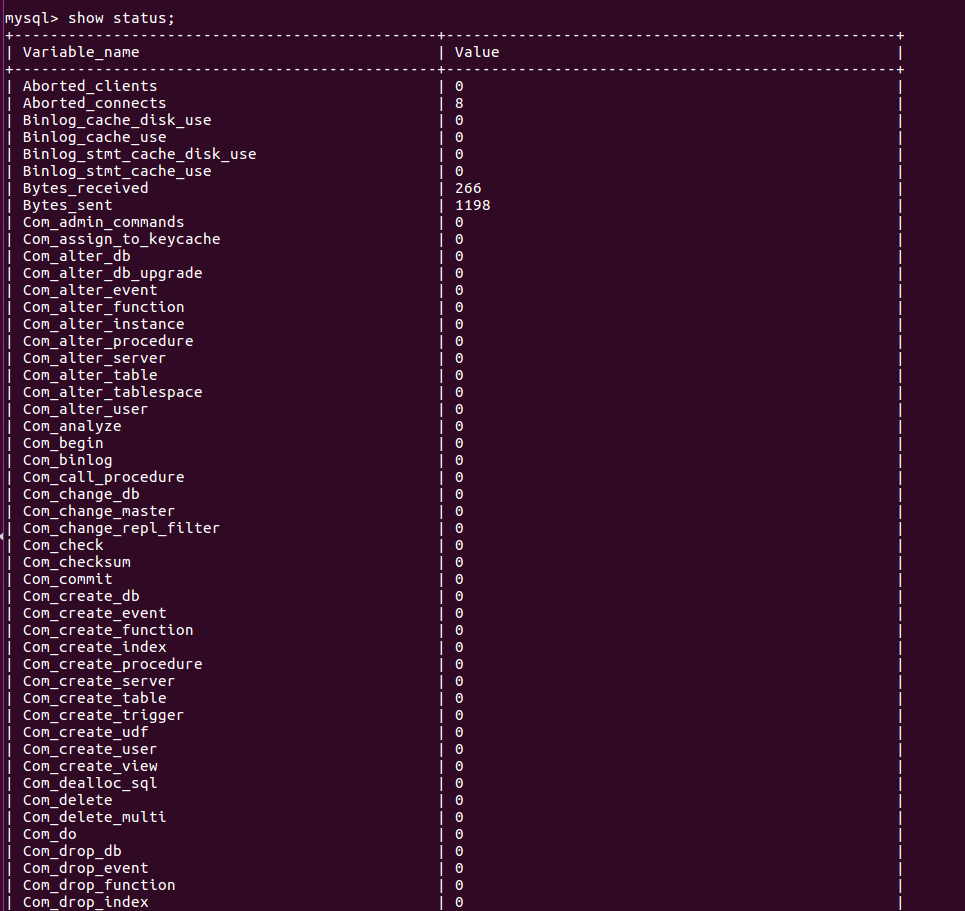 mysql> show status;
+-----------------------------------------------+--------------------------------------------------+
| Variable_name | Value |
+-----------------------------------------------+--------------------------------------------------+
| Aborted_clients | 0 |
| Aborted_connects | 8 |
| Binlog_cache_disk_use | 0 |
| Binlog_cache_use | 0 |
| Binlog_stmt_cache_disk_use | 0 |
| Binlog_stmt_cache_use | 0 |
| Bytes_received | 266 |
| Bytes_sent | 1198 |
| Com_admin_commands | 0 |
| Com_assign_to_keycache | 0 |
| Com_alter_db | 0 |
| Com_alter_db_upgrade | 0 |
| Com_alter_event | 0 |
| Com_alter_function | 0 |
| Com_alter_instance | 0 |
| Com_alter_procedure | 0 |
| Com_alter_server | 0 |
| Com_alter_table | 0 |
| Com_alter_tablespace | 0 |
| Com_alter_user | 0 |
| Com_analyze | 0 |
| Com_begin | 0 |
| Com_binlog | 0 |
| Com_call_procedure | 0 |
| Com_change_db | 0 |
| Com_change_master | 0 |
| Com_change_repl_filter | 0 |
| Com_check | 0 |
| Com_checksum | 0 |
| Com_commit | 0 |
| Com_create_db | 0 |
| Com_create_event | 0 |
| Com_create_function | 0 |
| Com_create_index | 0 |
| Com_create_procedure | 0 |
| Com_create_server | 0 |
| Com_create_table | 0 |
| Com_create_trigger | 0 |
| Com_create_udf | 0 |
| Com_create_user | 0 |
| Com_create_view | 0 |
| Com_dealloc_sql | 0 |
| Com_delete | 0 |
| Com_delete_multi | 0 |
| Com_do | 0 |
| Com_drop_db | 0 |
| Com_drop_event | 0 |
| Com_drop_function | 0 |
| Com_drop_index | 0 |